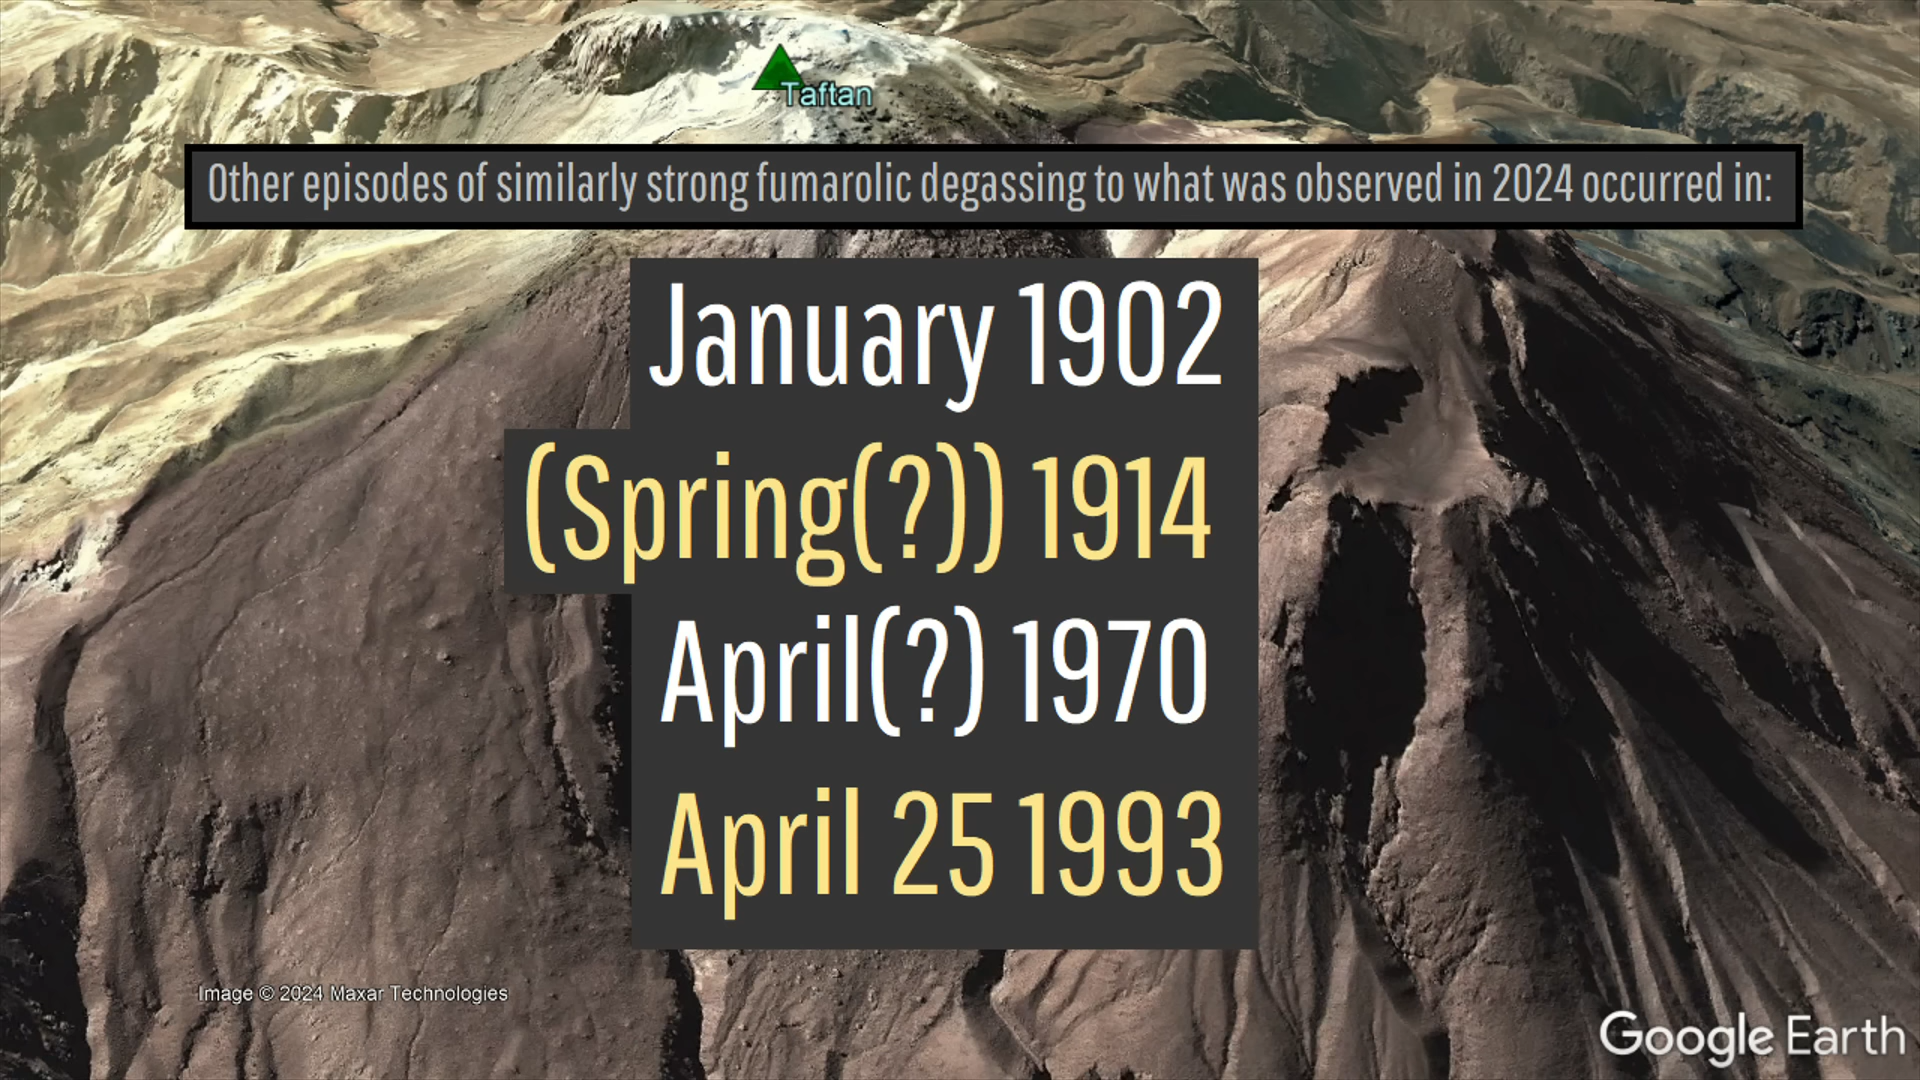 Taftan
Other episodes of similarly strong fumarolic degassing to what was observed in 2024 occurred in:
January 1902
(Spring(?)) 1914
April(?) 1970
April 25 1993
Image © 2024 Maxar Technologies
Google Earth